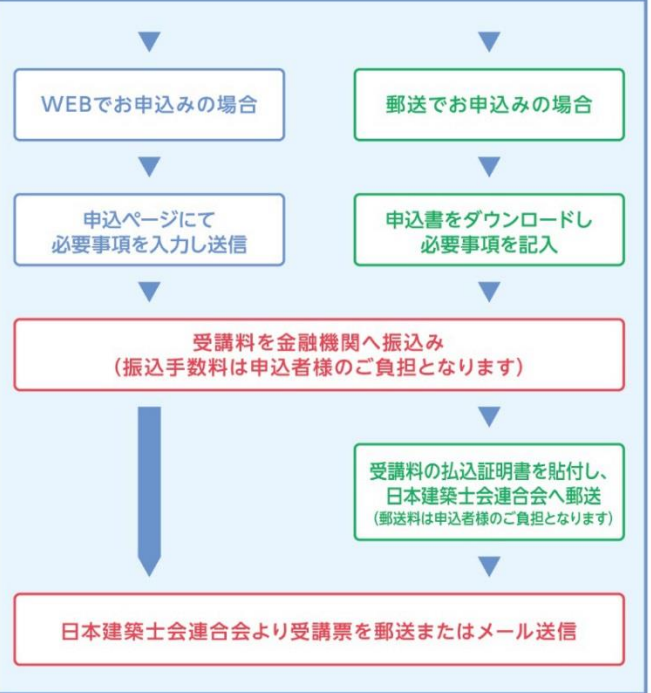 WEBでお申込みの場合
郵送でお申込みの場合
申込ページにて
必要事項を入力し送信
申込書をダウンロードし
必要事項を記入
受講料を金融機関へ振込み
(振込手数料は申込者様のご負担となります)
受講料の払込証明書を貼付し、
日本建築士会連合会へ郵送
(郵送料は申込者様のご負担となります)
日本建築士会連合会より受講票を郵送またはメール送信